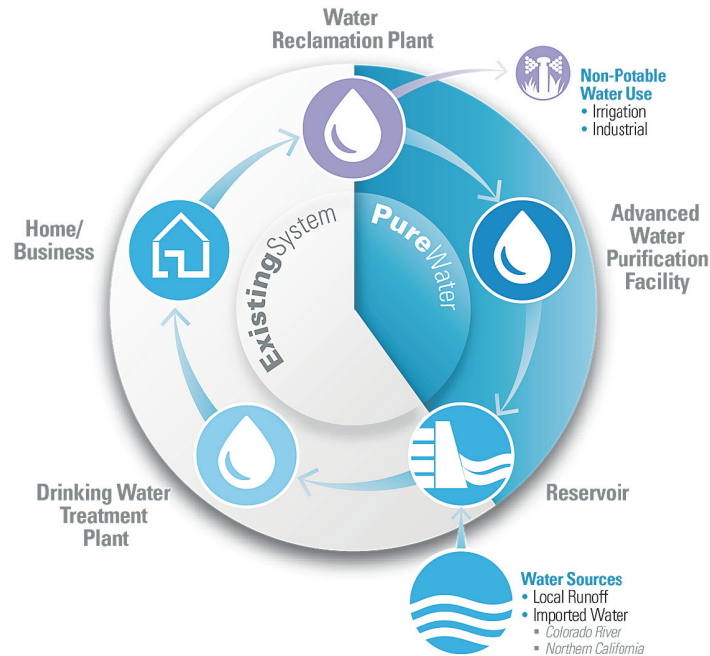 Water
Reclamation Plant
Non-Potable
Water Use
• Irrigation
• Industrial
Home/
Business
ExistingSystem
PureWater
Advanced
Water
Purification
Facility
Drinking Water
Treatment
Plant
Reservoir
Water Sources
• Local Runoff
• Imported Water
▪ Colorado River
▪ Northern California